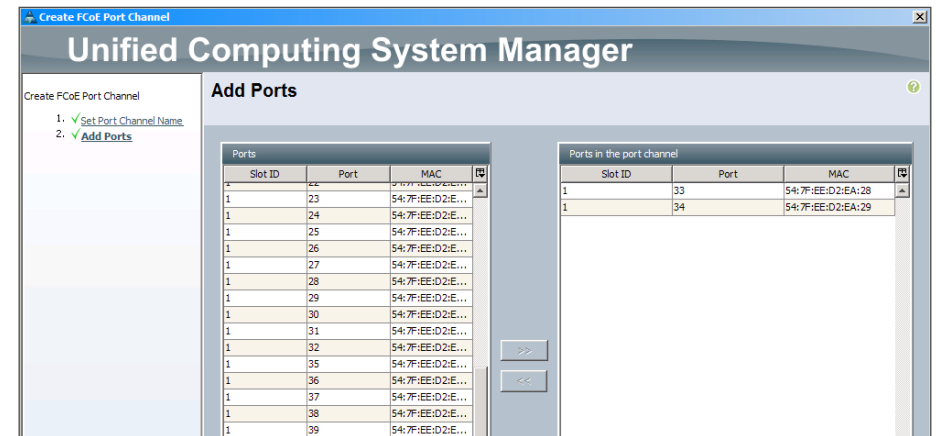 Create FCoE Port Channel
Unified Computing System Manager
Create FCoE Port Channel
1. √Set Port Channel Name
2. √Add Ports
Add Ports
Ports
Slot ID Port MAC
1 23 54:7F:EE:D2:E...
1 24 54:7F:EE:D2:E...
1 25 54:7F:EE:D2:E...
1 26 54:7F:EE:D2:E...
1 27 54:7F:EE:D2:E...
1 28 54:7F:EE:D2:E...
1 29 54:7F:EE:D2:E...
1 30 54:7F:EE:D2:E...
1 31 54:7F:EE:D2:E...
1 32 54:7F:EE:D2:E...
1 35 54:7F:EE:D2:E...
1 36 54:7F:EE:D2:E...
1 37 54:7F:EE:D2:E...
1 38 54:7F:EE:D2:E...
1 39 54:7F:EE:D2:E...
>>
<<
Ports in the port channel
Slot ID Port MAC
1 33 54:7F:EE:D2:EA:28
1 34 54:7F:EE:D2:EA:29